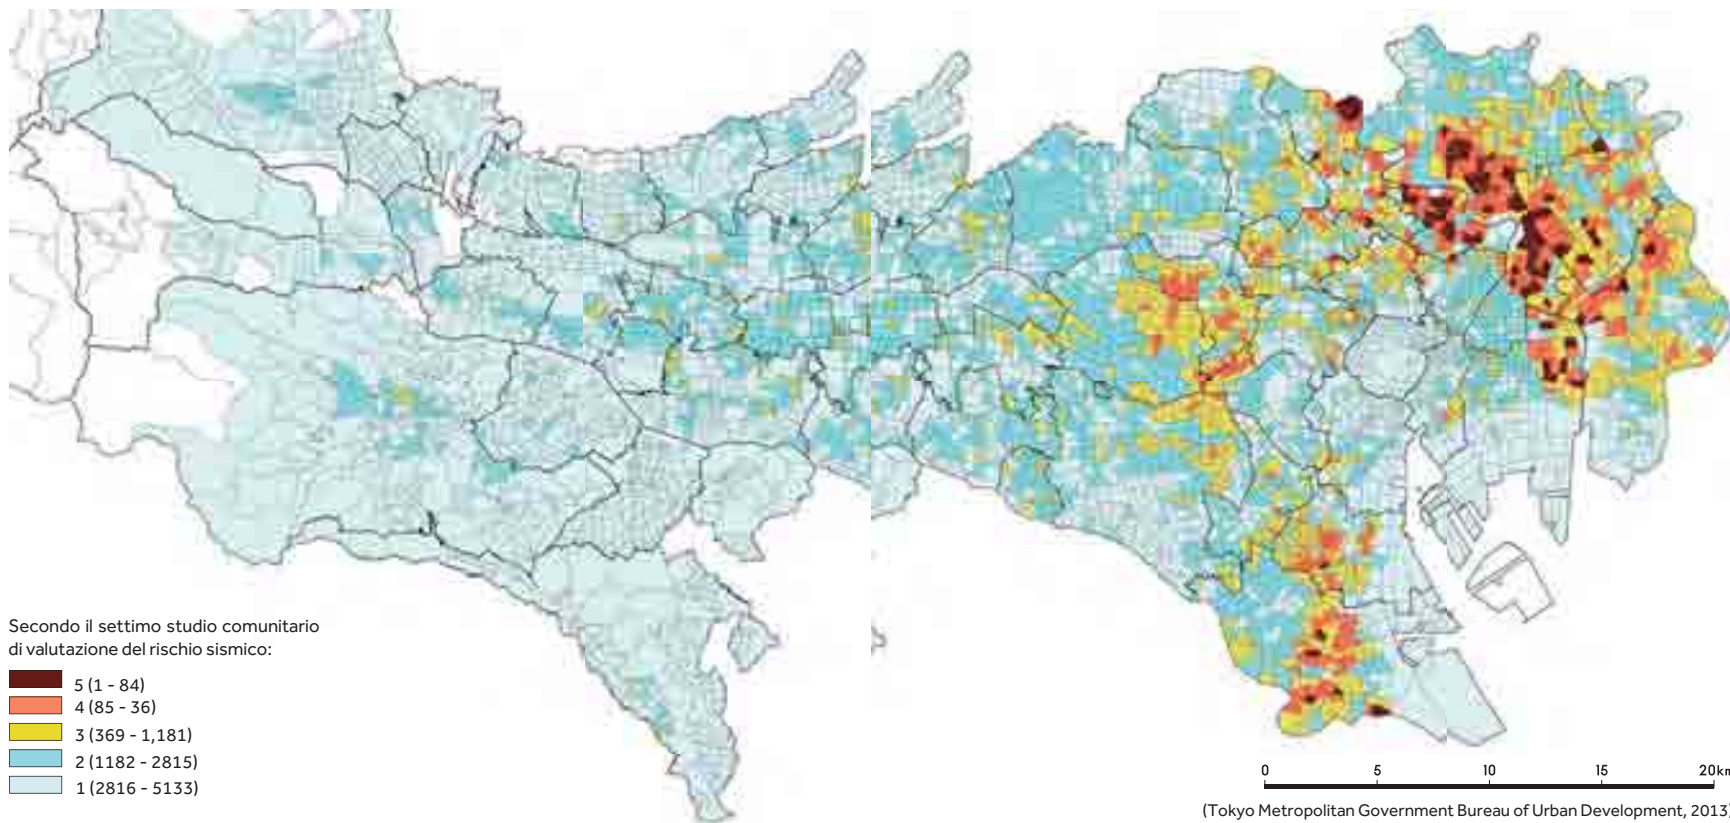 Secondo il settimo studio comunitario
di valutazione del rischio sismico:
5 (1 - 84)
4 (85 - 36)
3 (369 - 1,181)
2 (1182 - 2815)
1 (2816 - 5133)
0 5 10 15 20km
(Tokyo Metropolitan Government Bureau of Urban Development, 2013)